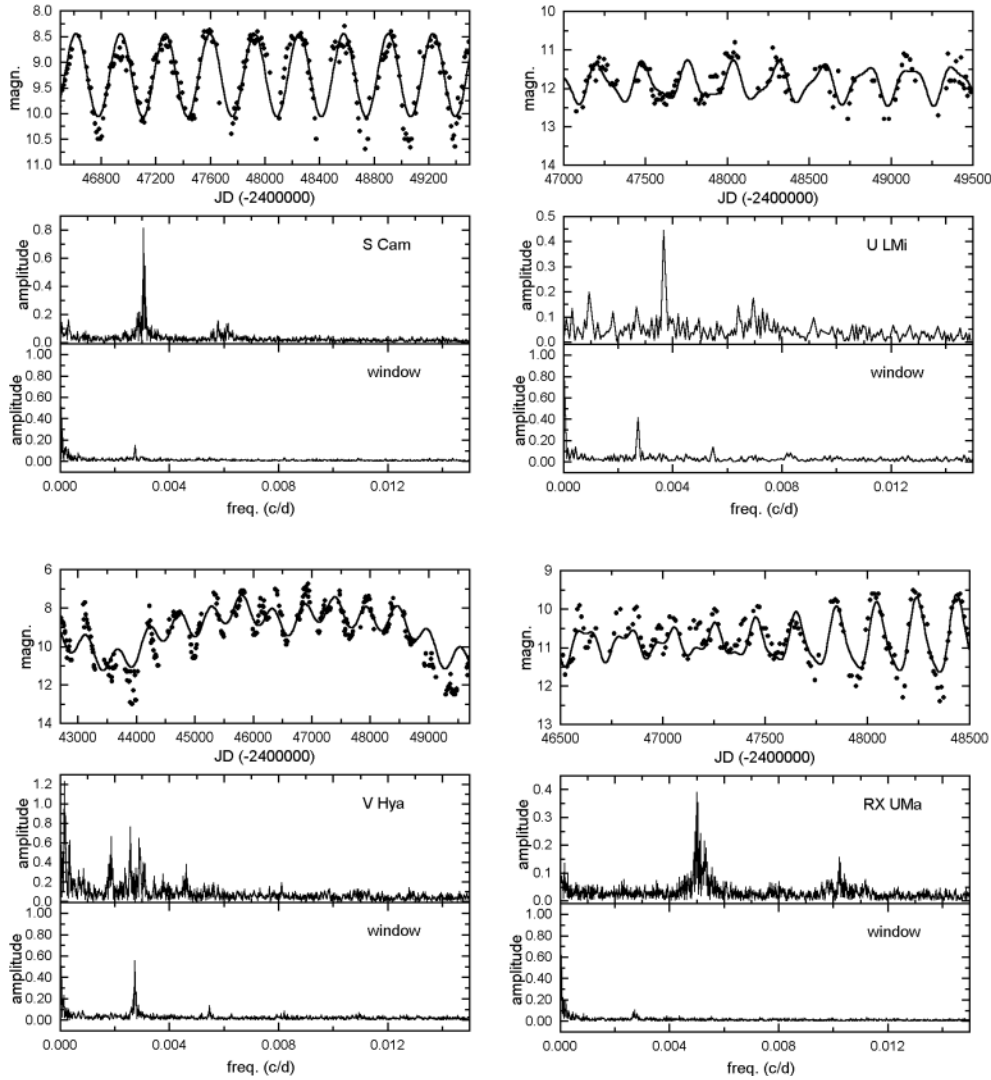 8.0
8.5
9.0
9.5
10.0
10.5
11.0
magn.
46800 47200 47600 48000 48400 48800 49200
JD (-2400000)
0.8
0.6
0.4
0.2
0.0
amplitude
S Cam
1.00
0.80
0.60
0.40
0.20
0.00
amplitude
window
0.000 0.004 0.008 0.012
freq. (c/d)
10
11
12
13
14
magn.
47000 47500 48000 48500 49000 49500
JD (-2400000)
0.5
0.4
0.3
0.2
0.1
0.0
amplitude
U LMi
1.00
0.80
0.60
0.40
0.20
0.00
amplitude
window
0.000 0.004 0.008 0.012
freq. (c/d)
6
8
10
12
14
magn.
43000 44000 45000 46000 47000 48000 49000
JD (-2400000)
1.2
1.0
0.8
0.6
0.4
0.2
0.0
amplitude
V Hya
1.00
0.80
0.60
0.40
0.20
0.00
amplitude
window
0.000 0.004 0.008 0.012
freq. (c/d)
9
10
11
12
13
magn.
46500 47000 47500 48000 48500
JD (-2400000)
0.4
0.3
0.2
0.1
0.0
amplitude
RX UMa
1.00
0.80
0.60
0.40
0.20
0.00
amplitude
window
0.000 0.004 0.008 0.012
freq. (c/d)